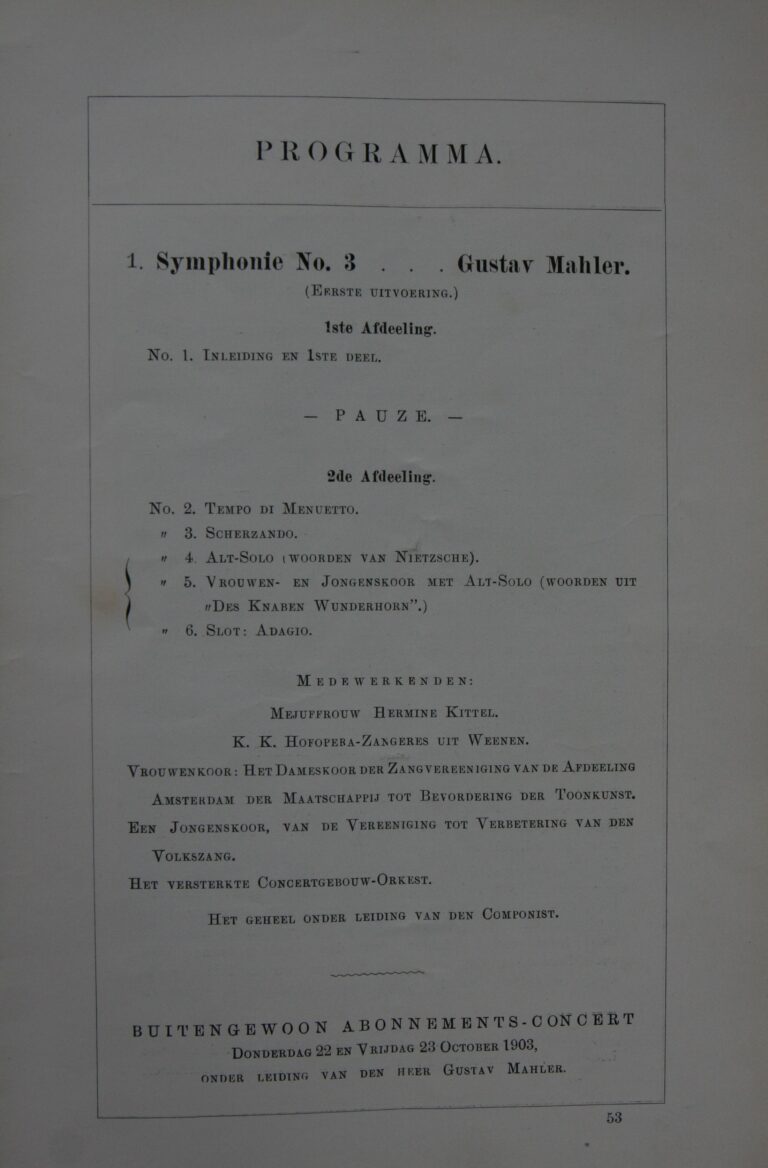 PROGRAMMA.
1. Symphonie No. 3 . . . Gustav Mahler.
(Eerste uitvoering.)
1ste Afdeeling.
No. 1. Inleiding en 1ste deel.
— PAUZE. —
2de Afdeeling.
No. 2. Tempo di Menuetto.
„ 3. Scherzando.
„ 4. Alt-Solo (woorden van Nietzsche).
„ 5. Vrouwen- en Jongenskoor met Alt-Solo (woorden uit
„Des Knaben Wunderhorn”.)
„ 6. Slot: Adagio.
Medewerkenden:
Mejuffrouw Hermine Kittel.
K. K. Hofopera-Zangeres uit Weenen.
Vrouwenkoor: Het Dameskoor der Zangvereeniging van de Afdeeling
Amsterdam der Maatschappij tot Bevordering der Toonkunst.
Een Jongenskoor, van de Vereeniging tot Verbetering van den
Volkszang.
Het versterkte Concertgebouw-Orkest.
Het geheel onder leiding van den Componist.
BUITENGEWOON ABONNEMENTS-CONCERT
Donderdag 22 en Vrijdag 23 October 1903,
onder leiding van den heer Gustav Mahler.
53